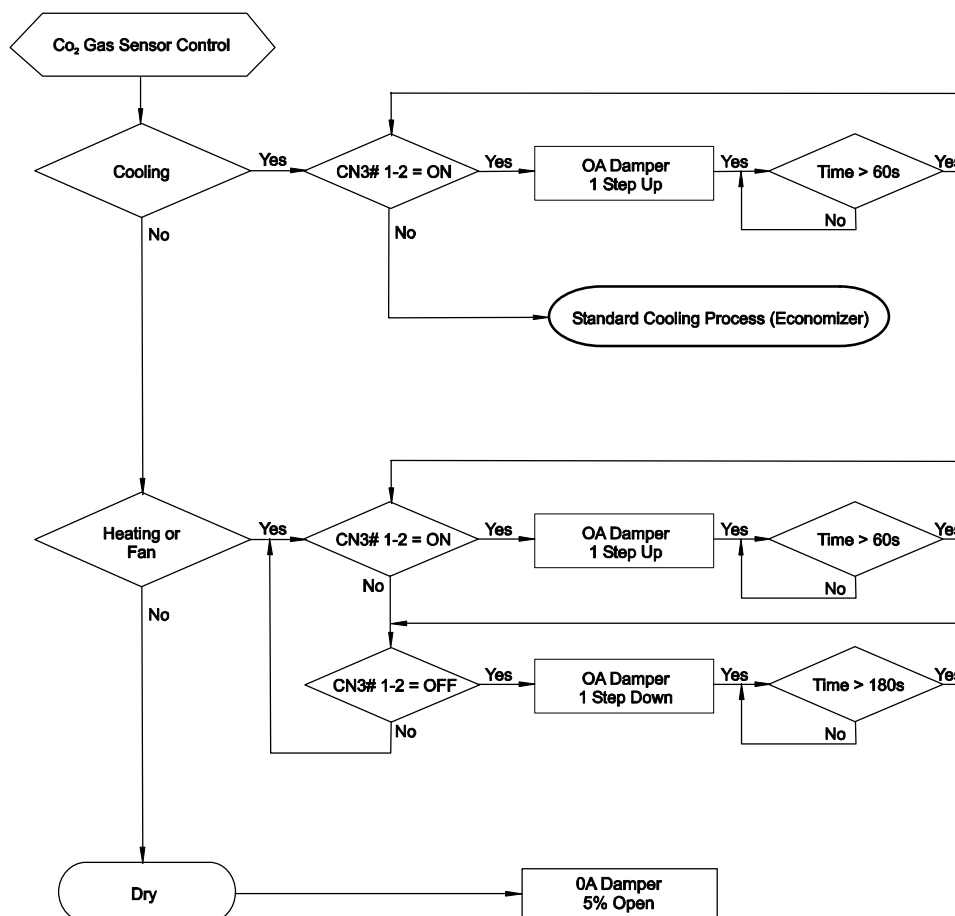 Co₂ Gas Sensor Control
Cooling
Yes
CN3# 1-2 = ON
Yes
OA Damper
1 Step Up
Yes
Time > 60s
Yes
No
No
No
Standard Cooling Process (Economizer)
Heating or
Fan
Yes
CN3# 1-2 = ON
Yes
OA Damper
1 Step Up
Yes
Time > 60s
Yes
No
No
No
CN3# 1-2 = OFF
Yes
OA Damper
1 Step Down
Yes
Time > 180s
Yes
No
No
Dry
0A Damper
5% Open